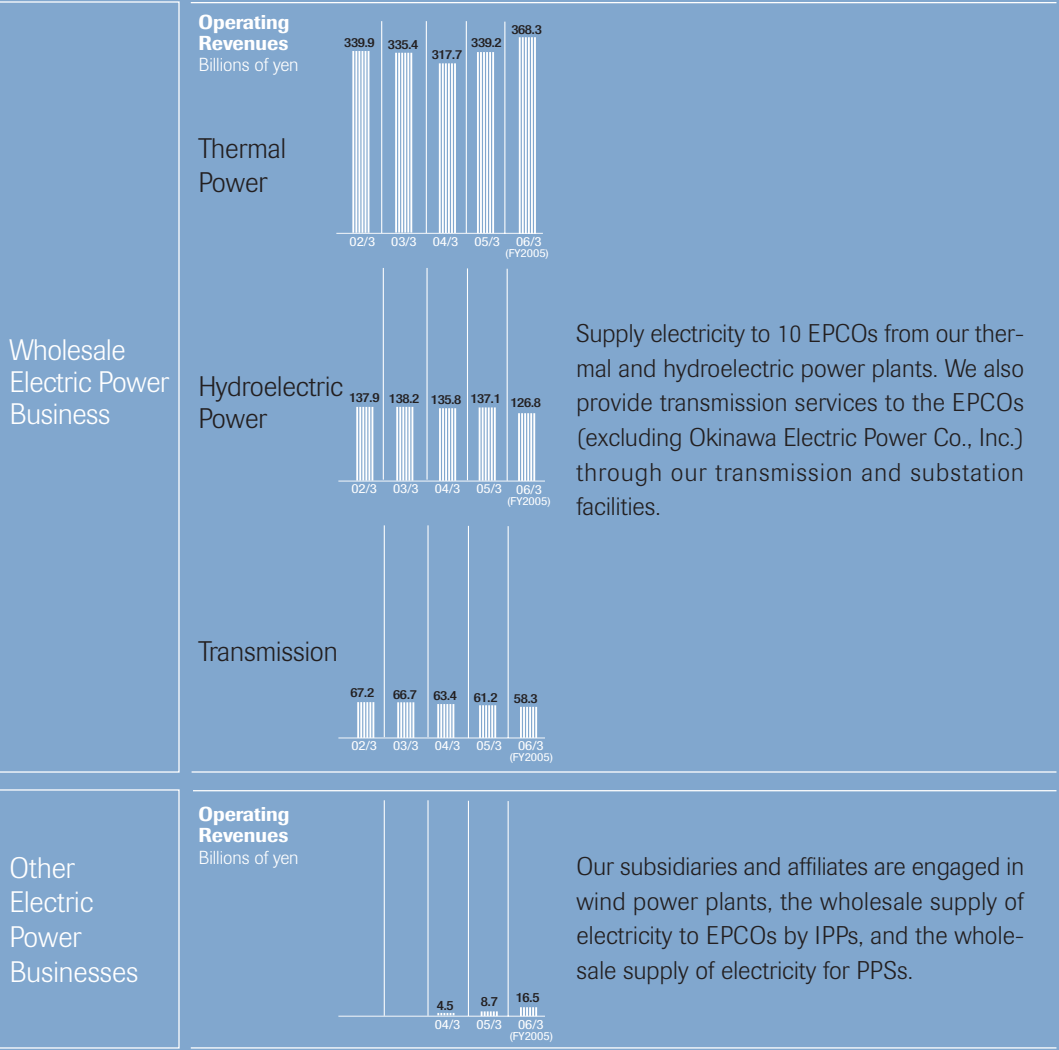 Wholesale
Electric Power
Business
Operating
Revenues
Billions of yen
Thermal
Power
339.9 335.4 317.7 339.2 368.3
02/3 03/3 04/3 05/3 06/3
(FY2005)
Hydroelectric
Power
137.9 138.2 135.8 137.1 126.8
02/3 03/3 04/3 05/3 06/3
(FY2005)
Transmission
67.2 66.7 63.4 61.2 58.3
02/3 03/3 04/3 05/3 06/3
(FY2005)
Supply electricity to 10 EPCOs from our ther-
mal and hydroelectric power plants. We also
provide transmission services to the EPCOs
(excluding Okinawa Electric Power Co., Inc.)
through our transmission and substation
facilities.
Other
Electric
Power
Businesses
Operating
Revenues
Billions of yen
4.5 8.7 16.5
04/3 05/3 06/3
(FY2005)
Our subsidiaries and affiliates are engaged in
wind power plants, the wholesale supply of
electricity to EPCOs by IPPs, and the whole-
sale supply of electricity for PPSs.